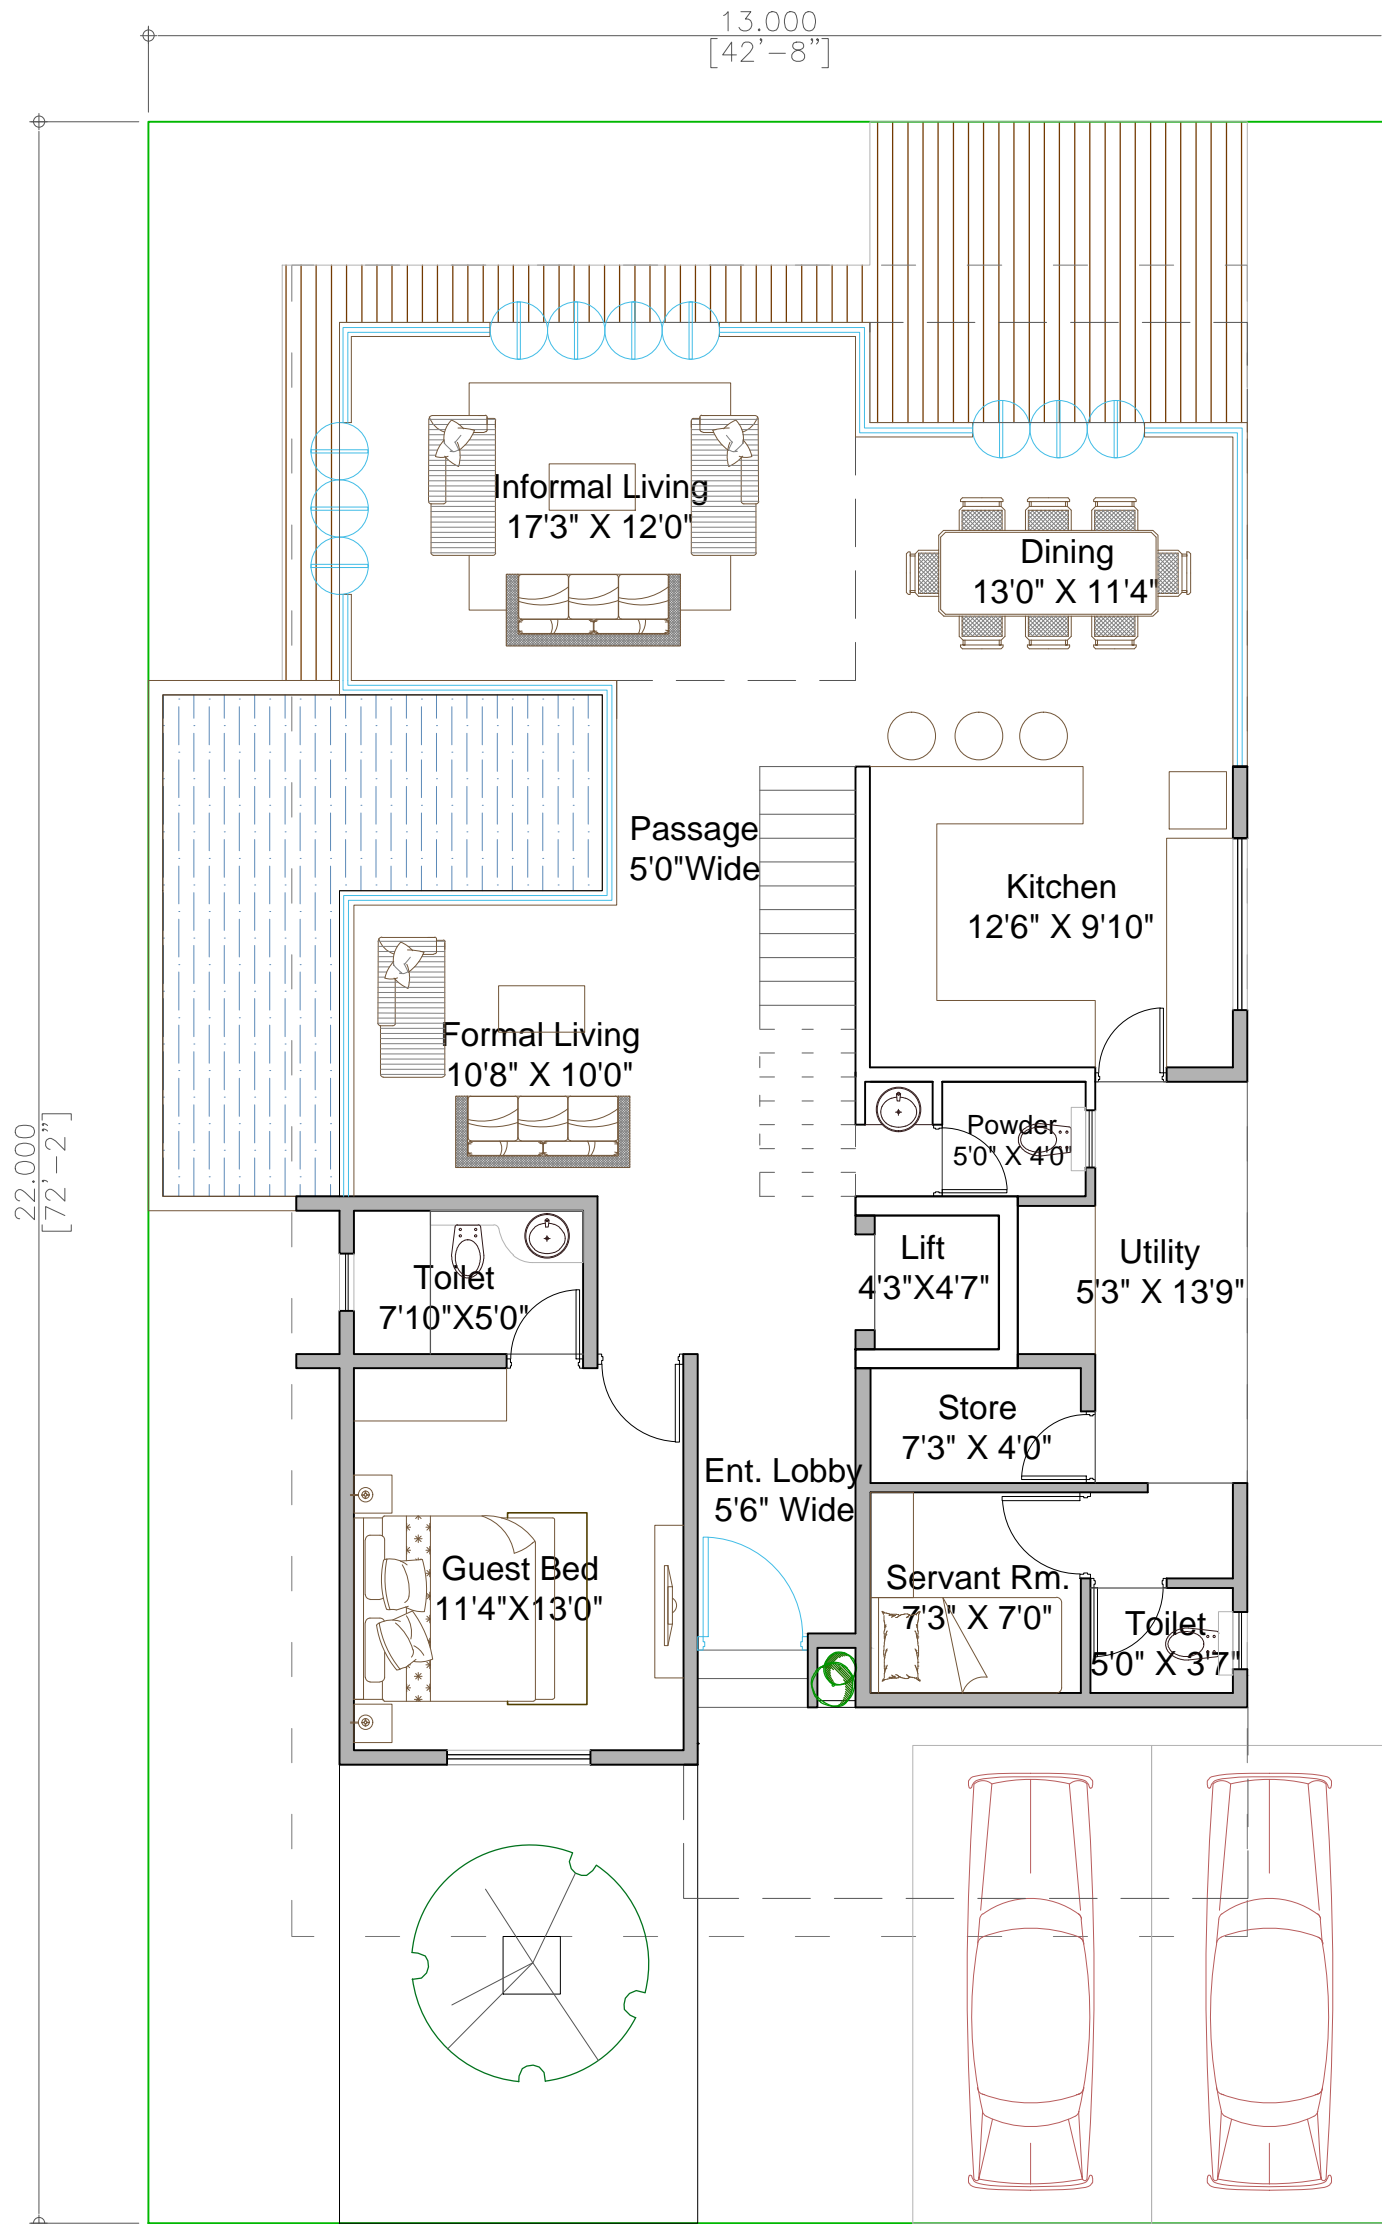 13.000
[42'-8"]
Informal Living
17'3" X 12'0"
Dining
13'0" X 11'4"
Passage
5'0"Wide
Kitchen
12'6" X 9'10"
Formal Living
10'8" X 10'0"
Powder
5'0" X 4'0"
22.000
[72'-2"]
Lift
4'3"X4'7"
Utility
5'3" X 13'9"
Toilet
7'10"X5'0"
Store
7'3" X 4'0"
Ent. Lobby
5'6" Wide
Guest Bed
11'4"X13'0"
Servant Rm.
7'3" X 7'0"
Toilet
5'0" X 3'7"